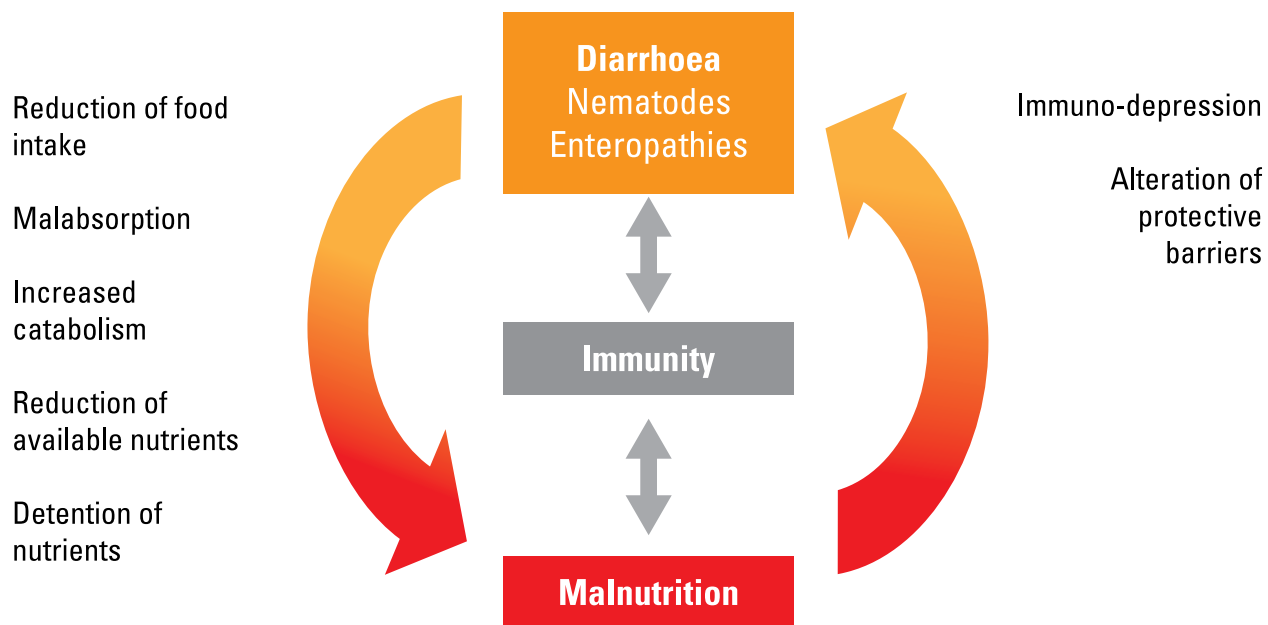 Diarrhoea
Nematodes
Enteropathies
Reduction of food
intake
Malabsorption
Increased
catabolism
Reduction of
available nutrients
Detention of
nutrients
Immuno-depression
Alteration of
protective
barriers
Immunity
Malnutrition